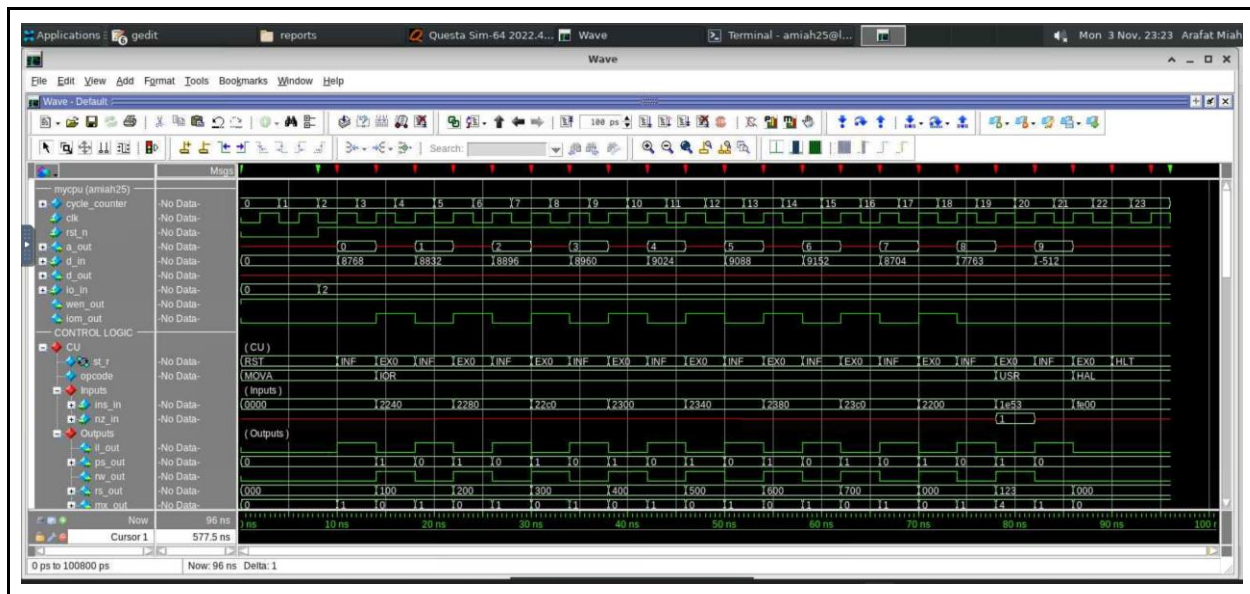 Applications gedit reports Questa Sim-64 2022.4... Wave Terminal - amiah25@l... Mon 3 Nov, 23:23 Arafat Miah
Wave
File Edit View Add Format Tools Bookmarks Window Help
Wave - Default
100 ps
Search:
Msgs
mycpu (amiah25)
cycle_counter -No Data- 0 1 2 3 4 5 6 7 8 9 10 11 12 13 14 15 16 17 18 19 20 21 22 23
clk -No Data-
rst_n -No Data-
a_out -No Data- 0 1 2 3 4 5 6 7 8 9
d_in -No Data- 0 8768 8832 8896 8960 9024 9088 9152 8704 7763 -512
d_out -No Data-
io_in -No Data- 0 2
wen_out -No Data-
iom_out -No Data-
CONTROL LOGIC
CU (CU)
st_r -No Data- RST INF EX0 INF EX0 INF EX0 INF EX0 INF EX0 INF EX0 INF EX0 INF EX0 INF EX0 INF EX0 HLT
opcode -No Data- MOVA IOR USR HAL
Inputs (Inputs)
ins_in -No Data- 0000 2240 2280 22c0 2300 2340 2380 23c0 2200 1e53 fe00
nz_in -No Data- 1
Outputs (Outputs)
il_out -No Data-
ps_out -No Data- 0 1 0 1 0 1 0 1 0 1 0 1 0 1 0 1 0 1 0
rw_out -No Data-
rs_out -No Data- 000 100 200 300 400 500 600 700 000 123 000
mx_out -No Data- 0 1 0 1 0 1 0 1 0 1 0 1 0 1 0 1 0 1 4 1 0
Now 96 ns ns 10 ns 20 ns 30 ns 40 ns 50 ns 60 ns 70 ns 80 ns 90 ns 100
Cursor 1 577.5 ns
0 ps to 100800 ps Now: 96 ns Delta: 1